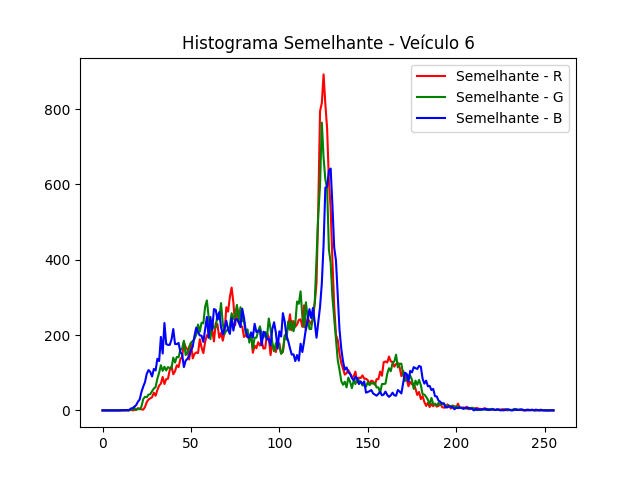 Histograma Semelhante - Veículo 6
Semelhante - R
Semelhante - G
Semelhante - B
800
600
400
200
0
0 50 100 150 200 250